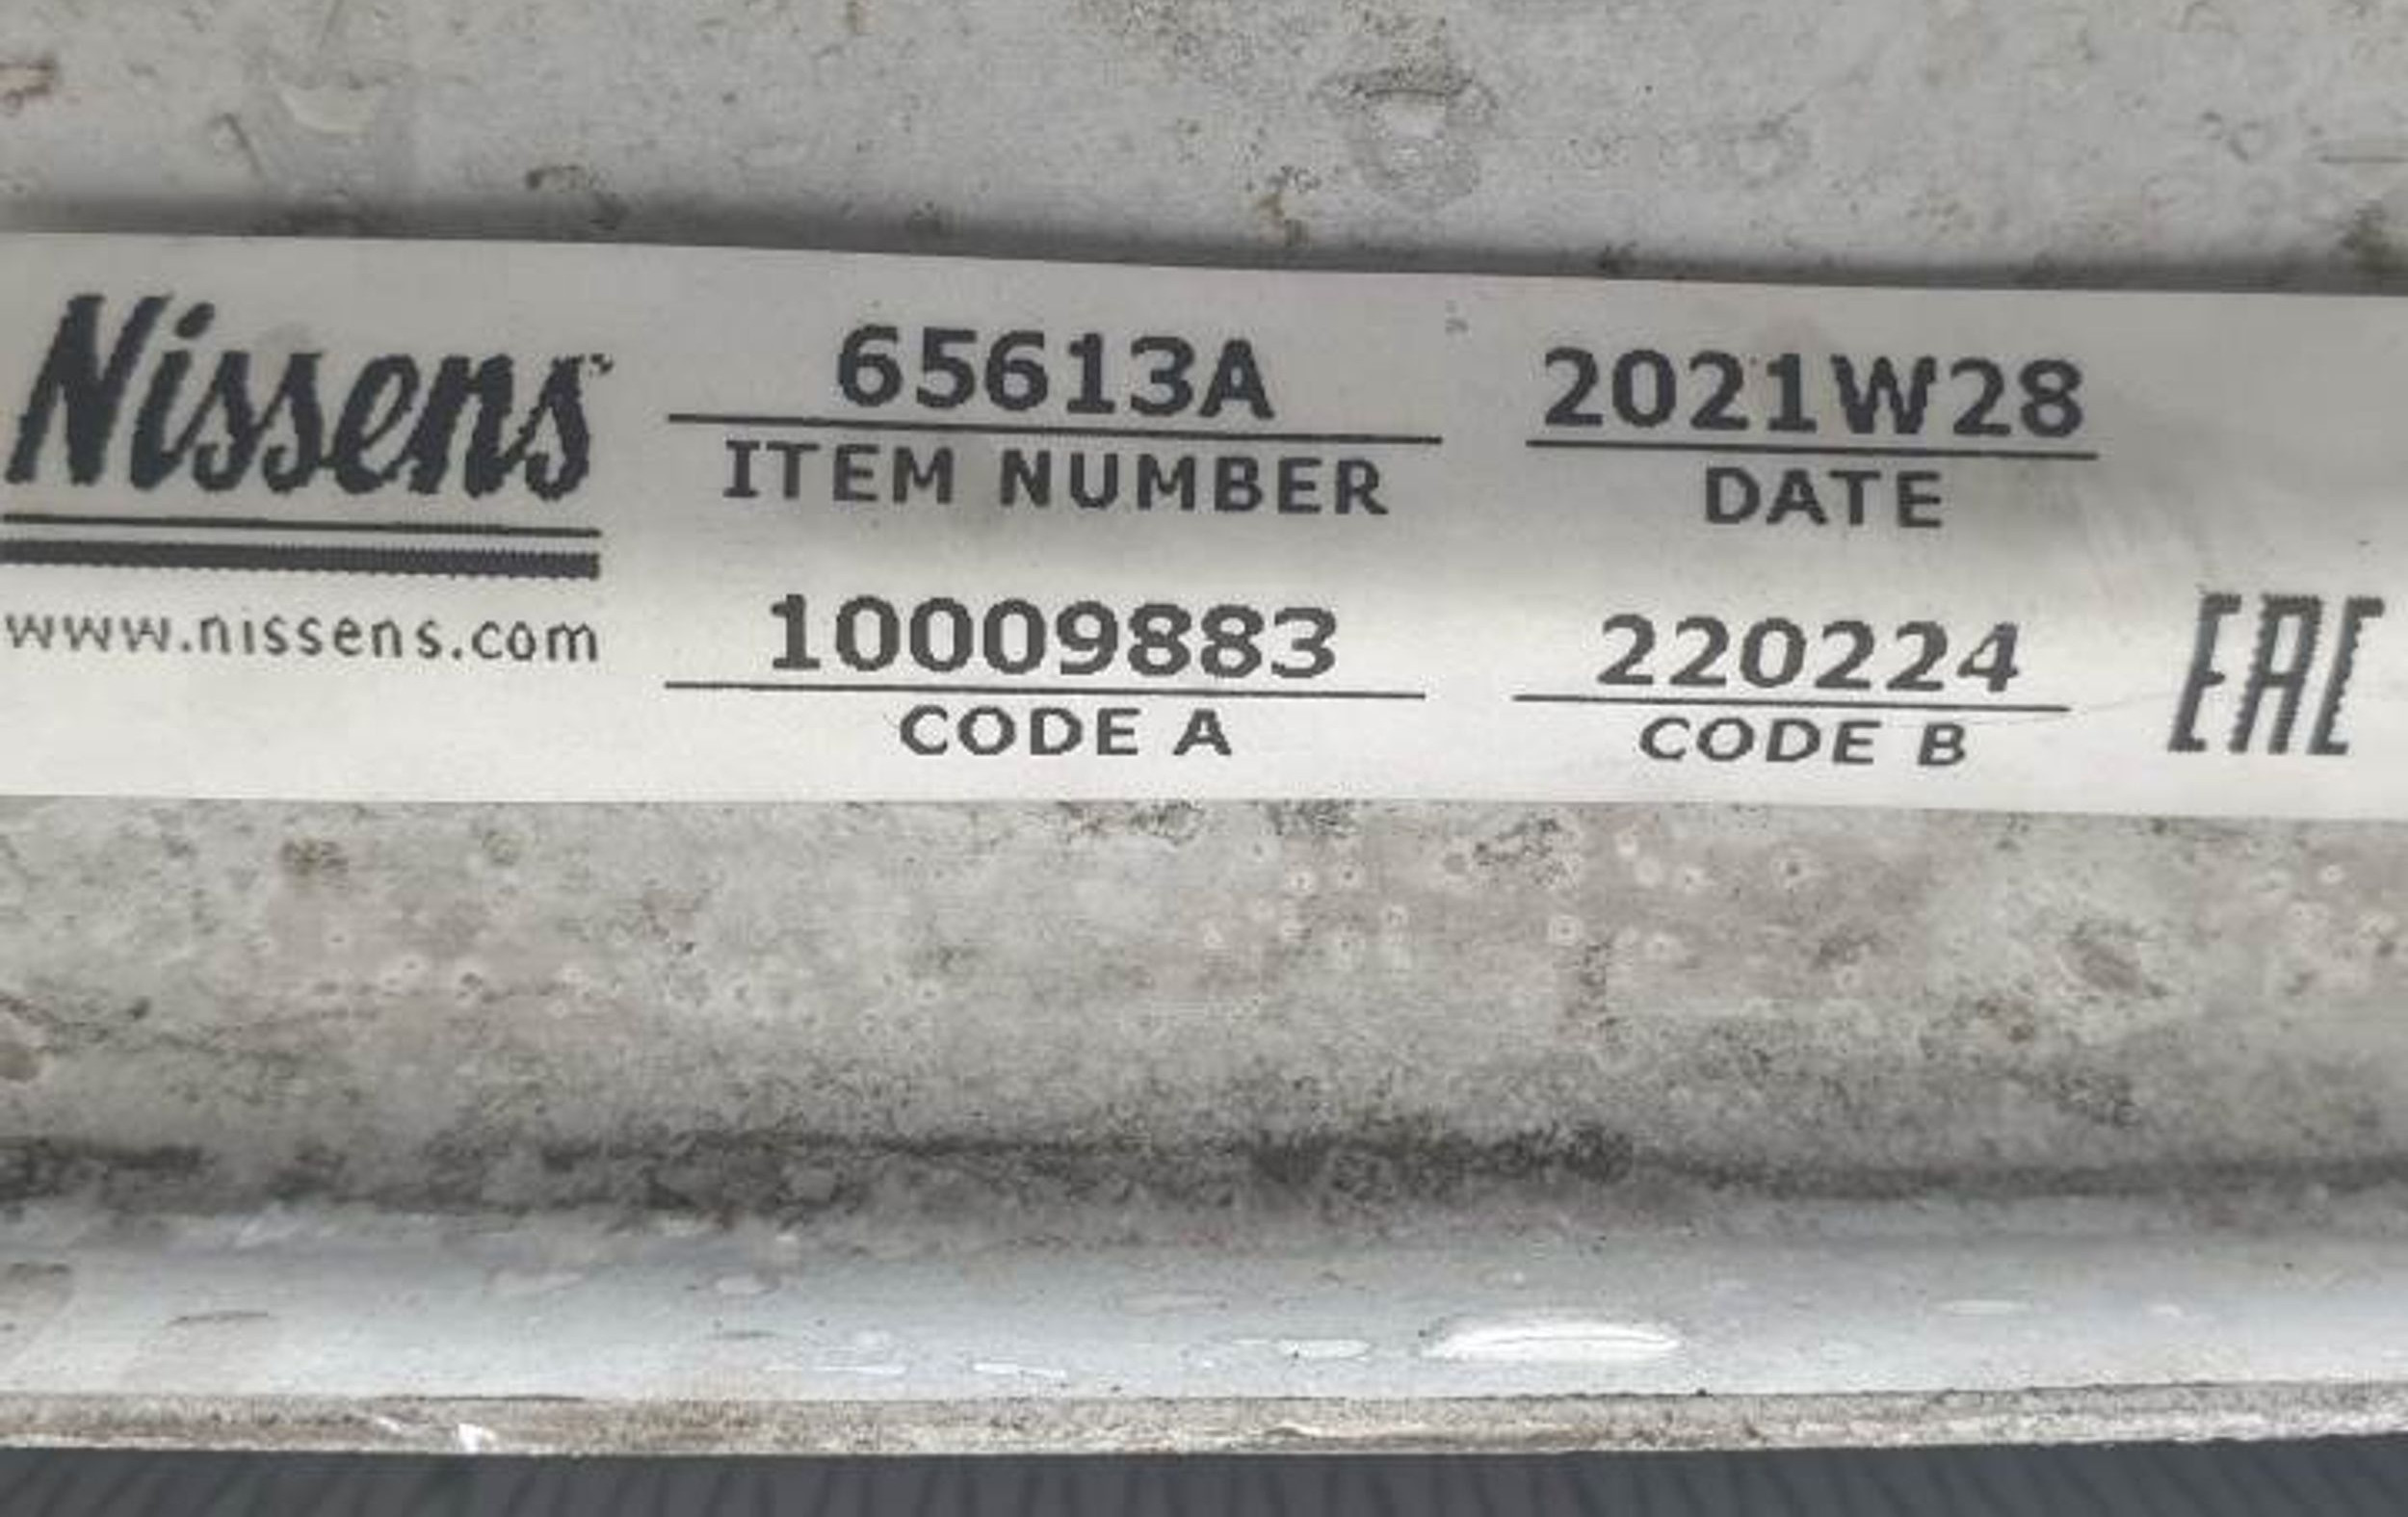 Nissens
www.nissens.com
65613A
ITEM NUMBER
2021W28
DATE
10009883
CODE A
220224
CODE B
EAC